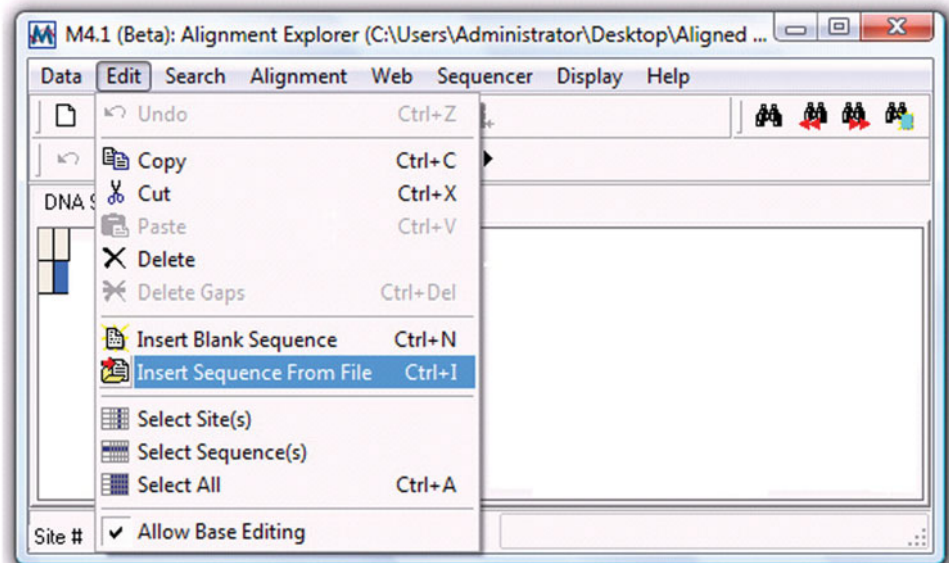 M4.1 (Beta): Alignment Explorer (C:\Users\Administrator\Desktop\Aligned ...
Data Edit Search Alignment Web Sequencer Display Help
Undo Ctrl+Z
Copy Ctrl+C
Cut Ctrl+X
DNA S
Paste Ctrl+V
Delete
Delete Gaps Ctrl+Del
Insert Blank Sequence Ctrl+N
Insert Sequence From File Ctrl+I
Select Site(s)
Select Sequence(s)
Select All Ctrl+A
Site # Allow Base Editing